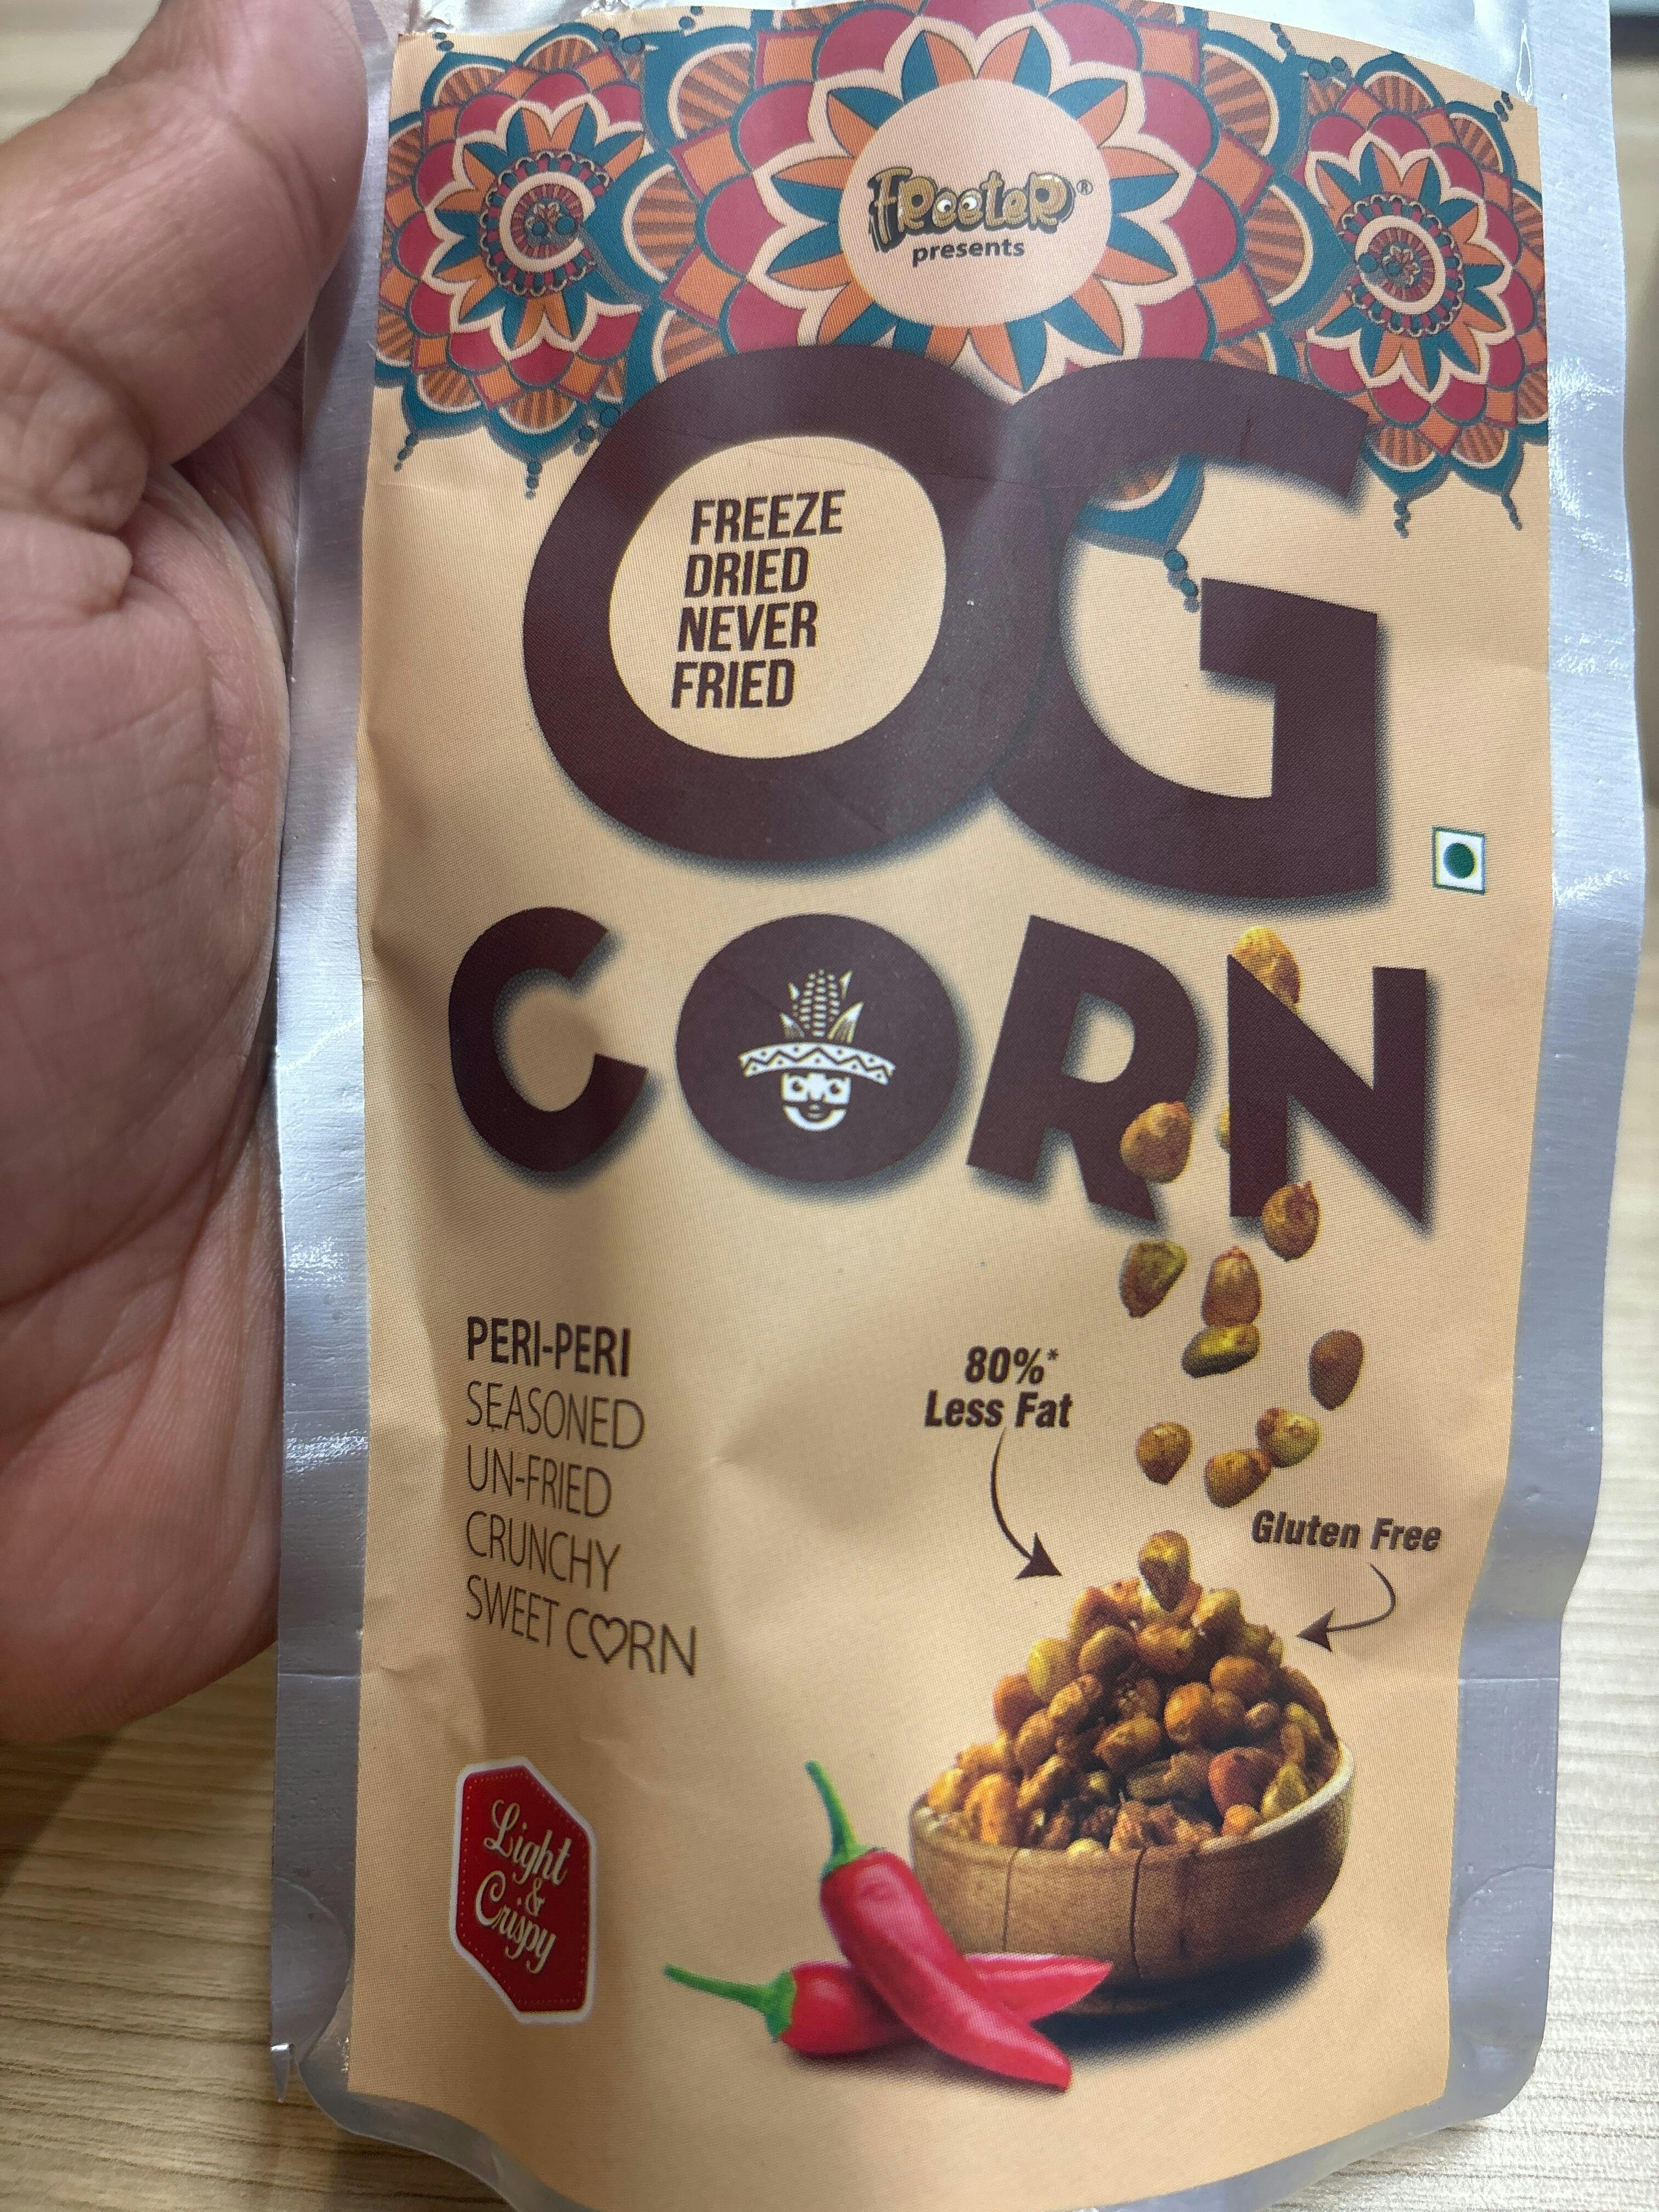 FReeteR®
presents
OG
FREEZE
DRIED
NEVER
FRIED
CORN
PERI-PERI
SEASONED
UN-FRIED
CRUNCHY
SWEET CORN
80%*
Less Fat
Gluten Free
Light
&
Crispy